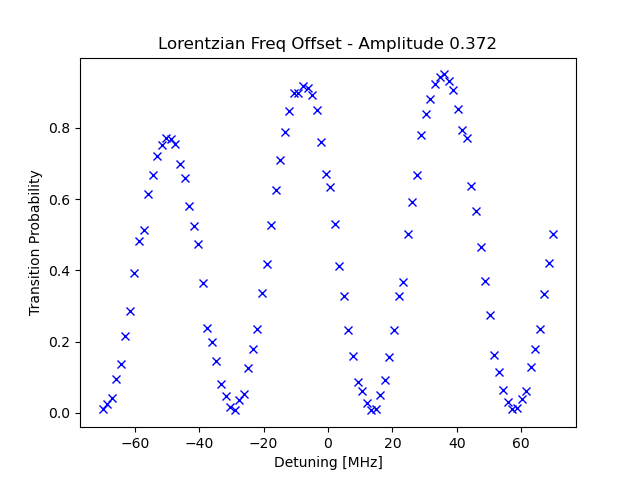 Lorentzian Freq Offset - Amplitude 0.372
Transition Probability
0.8
0.6
0.4
0.2
0.0
−60 −40 −20 0 20 40 60
Detuning [MHz]